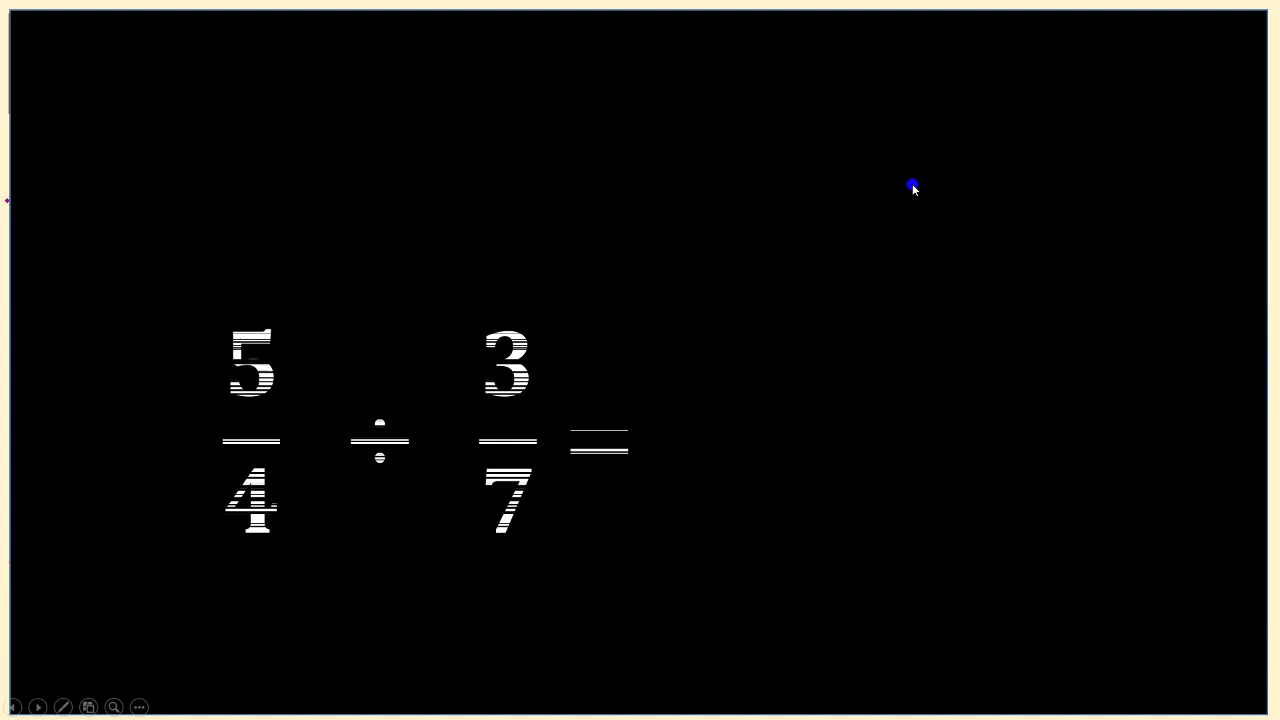 5/4 ÷ 3/7 =